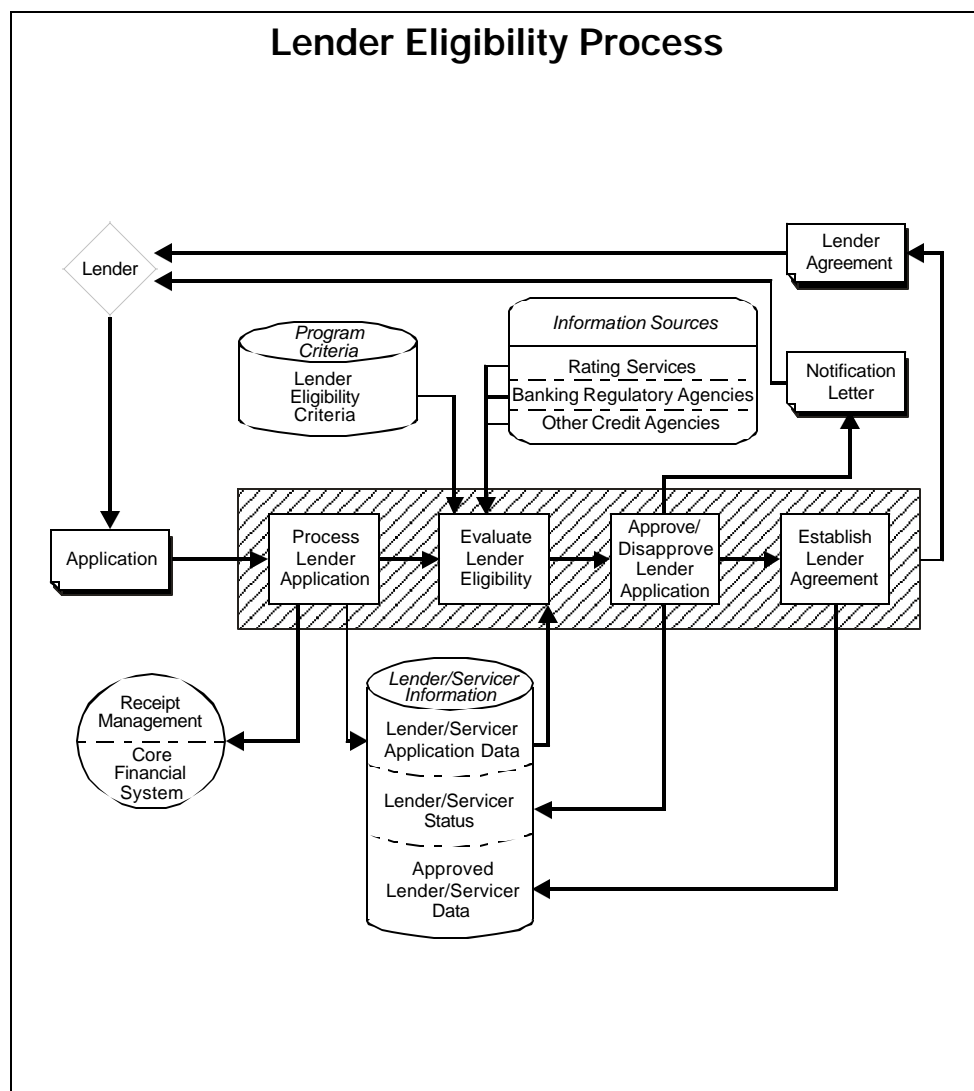 Lender Eligibility Process
Lender
Agreement
Lender
Program
Criteria
Lender
Eligibility
Criteria
Information Sources
Rating Services
Banking Regulatory Agencies
Other Credit Agencies
Notification
Letter
Application
Process
Lender
Application
Evaluate
Lender
Eligibility
Approve/
Disapprove
Lender
Application
Establish
Lender
Agreement
Receipt
Management
Core
Financial
System
Lender/Servicer
Information
Lender/Servicer
Application Data
Lender/Servicer
Status
Approved
Lender/Servicer
Data